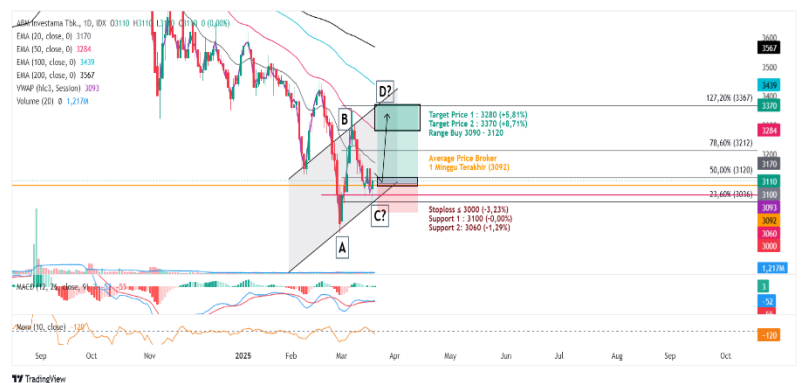 ABM Investama Tbk., 1D, IDX O3110 H3110 L3110 C3110 0 (0,00%)
EMA (20, close, 0) 3170
EMA (50, close, 0) 3284
EMA (100, close, 0) 3439
EMA (200, close, 0) 3567
VWAP (hlc3, Session) 3093
Volume (20) Ø 1,217M
3600
3567
3500
3439
3400
127,20% (3367)
3370
D?
B
Target Price 1 : 3280 (+5,81%)
Target Price 2 : 3370 (+8,71%)
Range Buy 3090 - 3120
3284
78,60% (3212)
3200
Average Price Broker
1 Minggu Terakhir (3092)
3170
50,00% (3120)
3110
3100
23,60% (3036)
3093
3092
3060
3000
C?
A
Stoploss ≤ 3000 (-3,23%)
Support 1 : 3100 (-0,00%)
Support 2: 3060 (-1,29%)
1,217M
MACD (12, 26, close, 9) -52 -55
3
-52
Mom (10, close) -120
-120
Sep Oct Nov 2025 Feb Mar Apr May Jun Jul Aug Sep Oct
TradingView